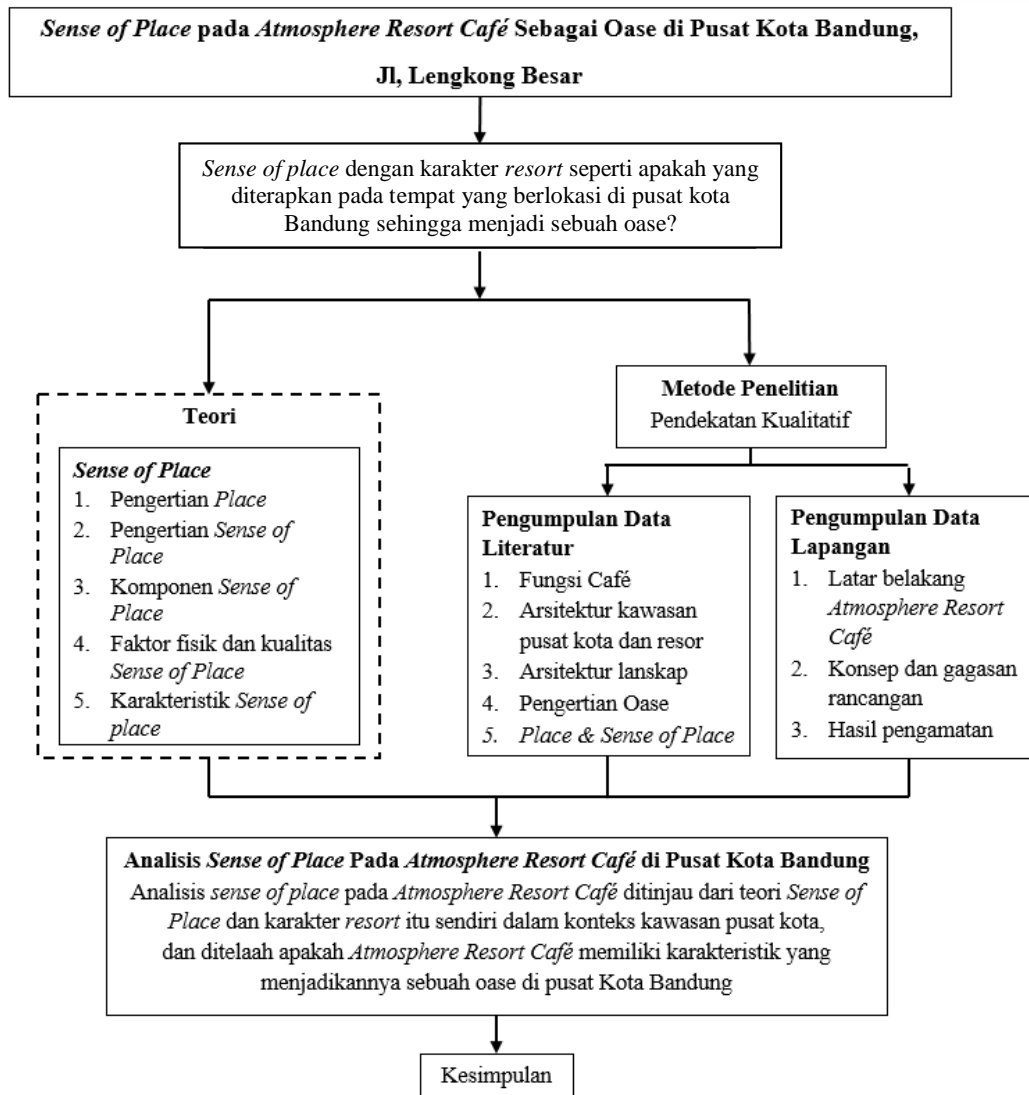 Sense of Place pada Atmosphere Resort Café Sebagai Oase di Pusat Kota Bandung,
Jl, Lengkong Besar
Sense of place dengan karakter resort seperti apakah yang
diterapkan pada tempat yang berlokasi di pusat kota
Bandung sehingga menjadi sebuah oase?
Teori
Sense of Place
1. Pengertian Place
2. Pengertian Sense of
Place
3. Komponen Sense of
Place
4. Faktor fisik dan kualitas
Sense of Place
5. Karakteristik Sense of
place
Metode Penelitian
Pendekatan Kualitatif
Pengumpulan Data
Literatur
1. Fungsi Café
2. Arsitektur kawasan
pusat kota dan resor
3. Arsitektur lanskap
4. Pengertian Oase
5. Place & Sense of Place
Pengumpulan Data
Lapangan
1. Latar belakang
Atmosphere Resort
Café
2. Konsep dan gagasan
rancangan
3. Hasil pengamatan
Analisis Sense of Place Pada Atmosphere Resort Café di Pusat Kota Bandung
Analisis sense of place pada Atmosphere Resort Café ditinjau dari teori Sense of
Place dan karakter resort itu sendiri dalam konteks kawasan pusat kota,
dan ditelaah apakah Atmosphere Resort Café memiliki karakteristik yang
menjadikannya sebuah oase di pusat Kota Bandung
Kesimpulan